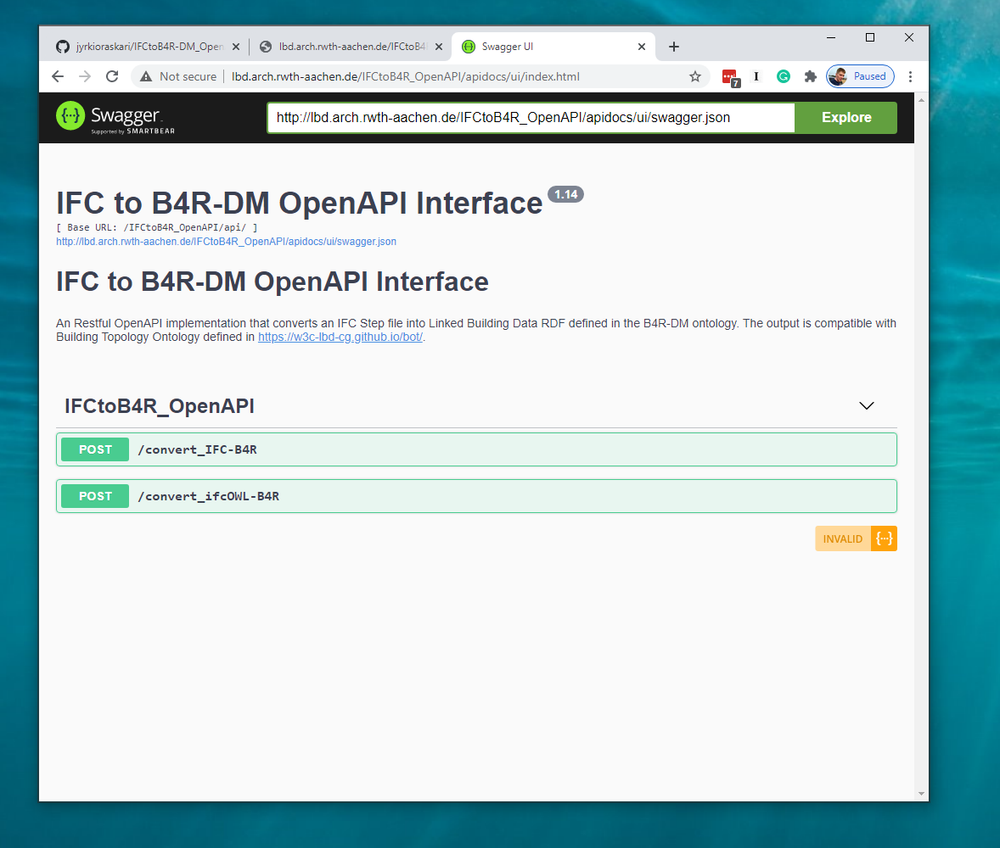 jyrkioraskari/IFCtoB4R-DM_Open
lbd.arch.rwth-aachen.de/IFCtoB4
Swagger UI
Not secure
lbd.arch.rwth-aachen.de/IFCtoB4R_OpenAPI/apidocs/ui/index.html
7
I
G
Paused
Swagger
Supported by SMARTBEAR
http://lbd.arch.rwth-aachen.de/IFCtoB4R_OpenAPI/apidocs/ui/swagger.json
Explore
IFC to B4R-DM OpenAPI Interface 1.14
[ Base URL: /IFCtoB4R_OpenAPI/api/ ]
http://lbd.arch.rwth-aachen.de/IFCtoB4R_OpenAPI/apidocs/ui/swagger.json
IFC to B4R-DM OpenAPI Interface
An Restful OpenAPI implementation that converts an IFC Step file into Linked Building Data RDF defined in the B4R-DM ontology. The output is compatible with
Building Topology Ontology defined in https://w3c-lbd-cg.github.io/bot/.
IFCtoB4R_OpenAPI
POST /convert_IFC-B4R
POST /convert_ifcOWL-B4R
INVALID {...}